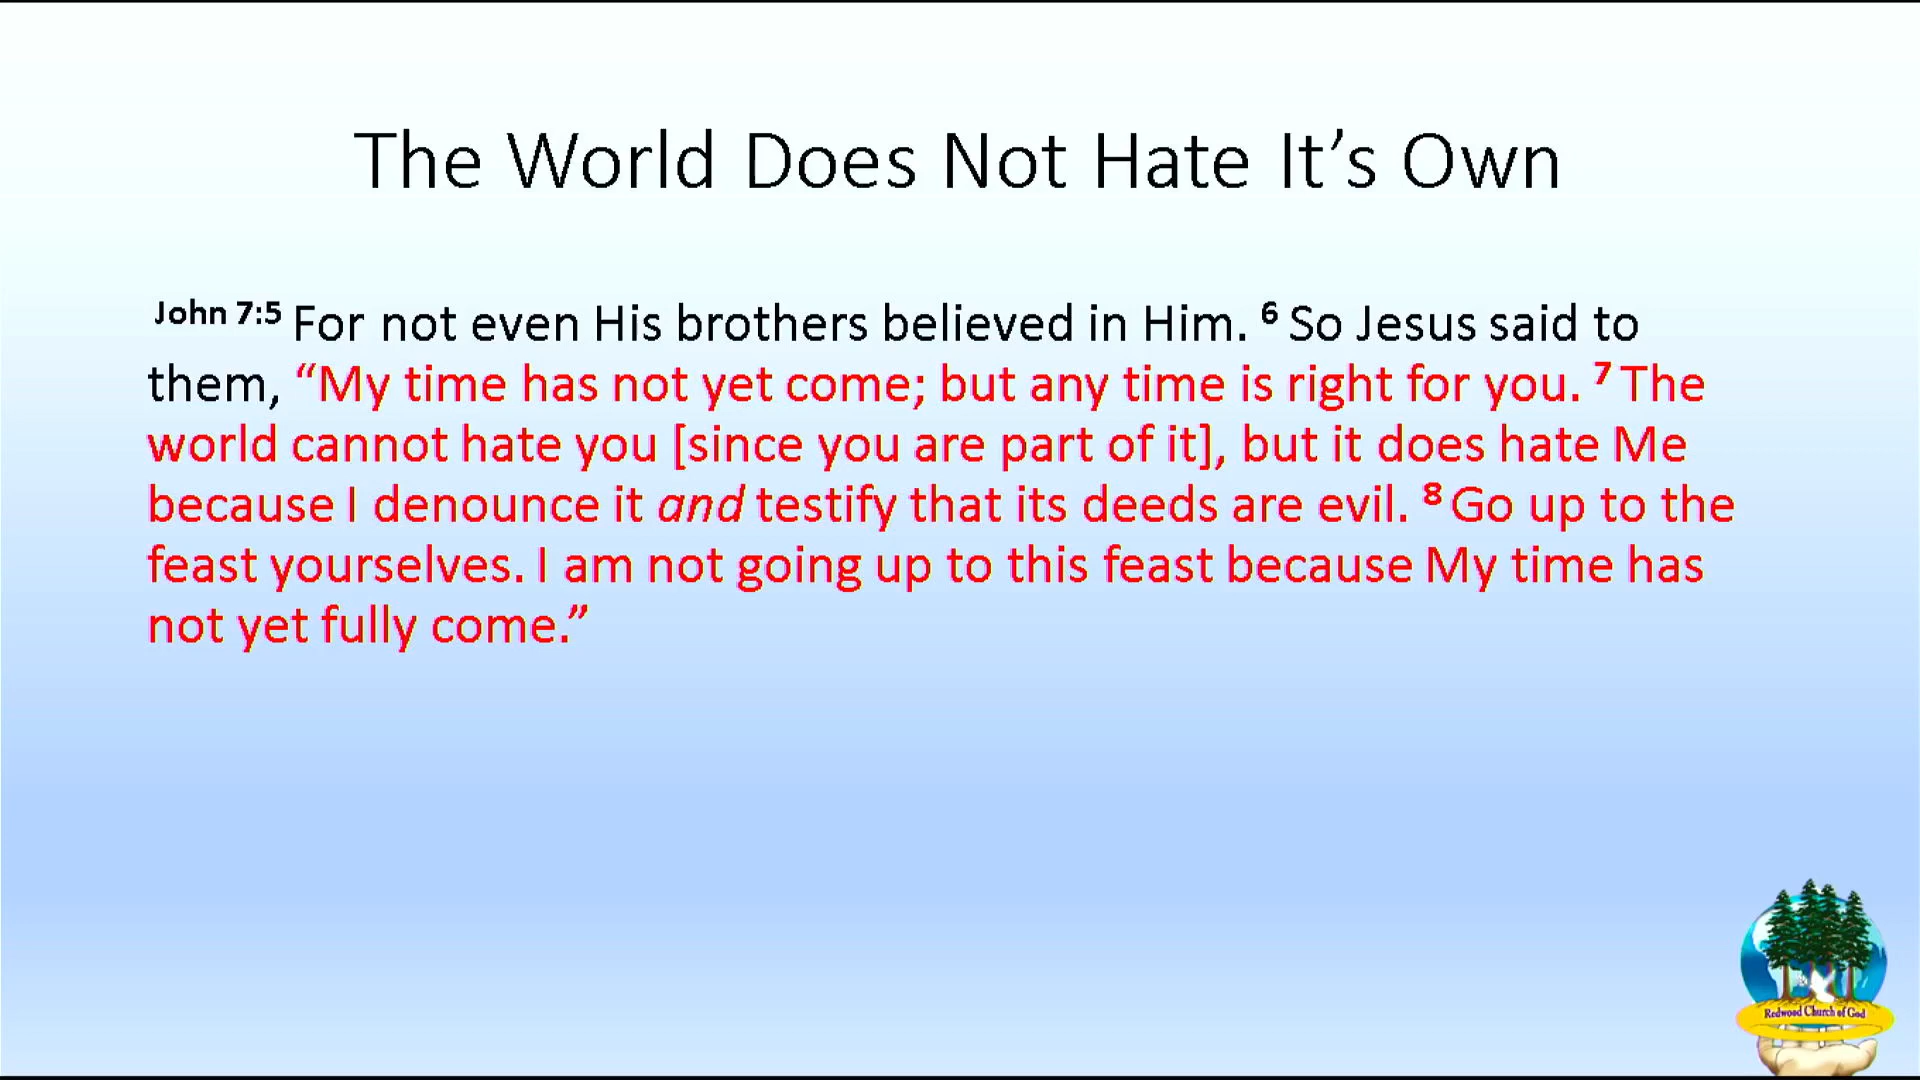 The World Does Not Hate It’s Own
John 7:5 For not even His brothers believed in Him. 6 So Jesus said to
them, “My time has not yet come; but any time is right for you. 7 The
world cannot hate you [since you are part of it], but it does hate Me
because I denounce it and testify that its deeds are evil. 8 Go up to the
feast yourselves. I am not going up to this feast because My time has
not yet fully come.”
Redwood Church of God